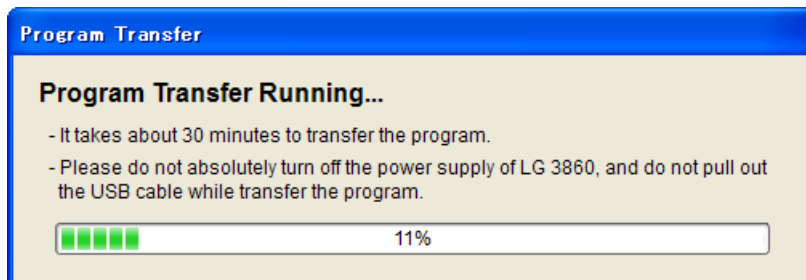 Program Transfer
Program Transfer Running...
- It takes about 30 minutes to transfer the program.
- Please do not absolutely turn off the power supply of LG 3860, and do not pull out
the USB cable while transfer the program.
11%